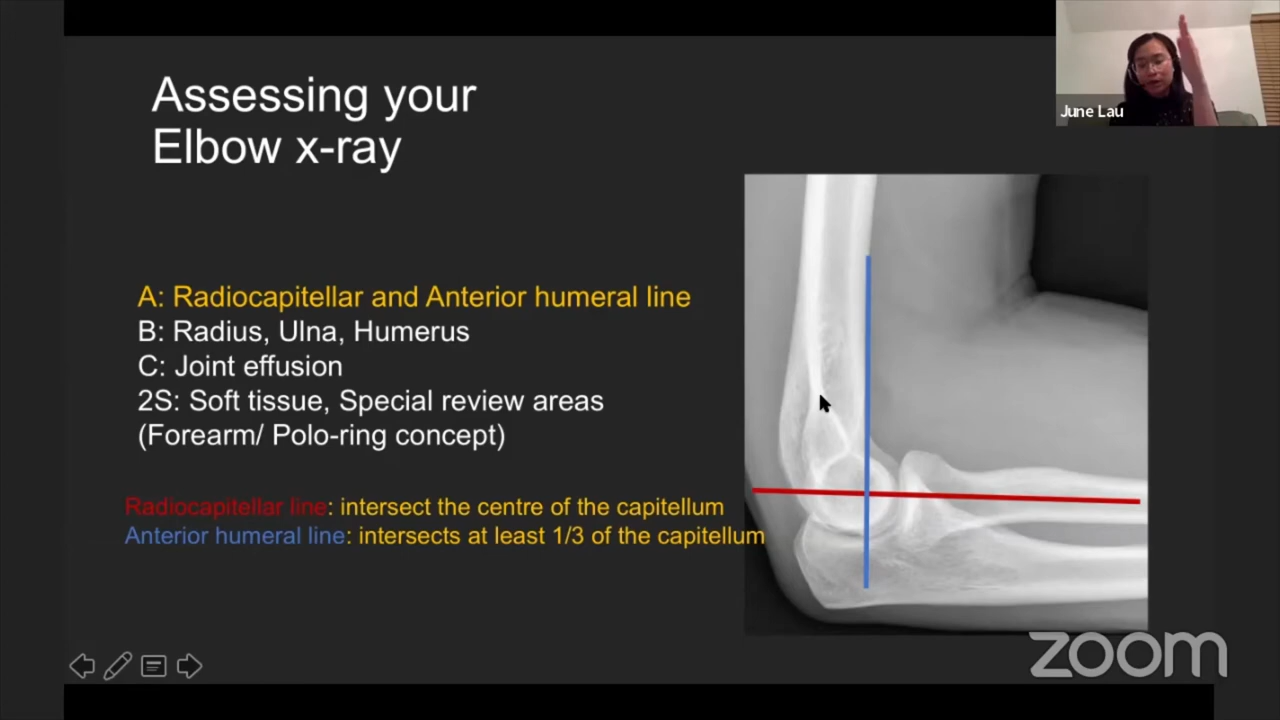 Assessing your
Elbow x-ray
June Lau
A: Radiocapitellar and Anterior humeral line
B: Radius, Ulna, Humerus
C: Joint effusion
2S: Soft tissue, Special review areas
(Forearm/ Polo-ring concept)
Radiocapitellar line: intersect the centre of the capitellum
Anterior humeral line: intersects at least 1/3 of the capitellum
zoom